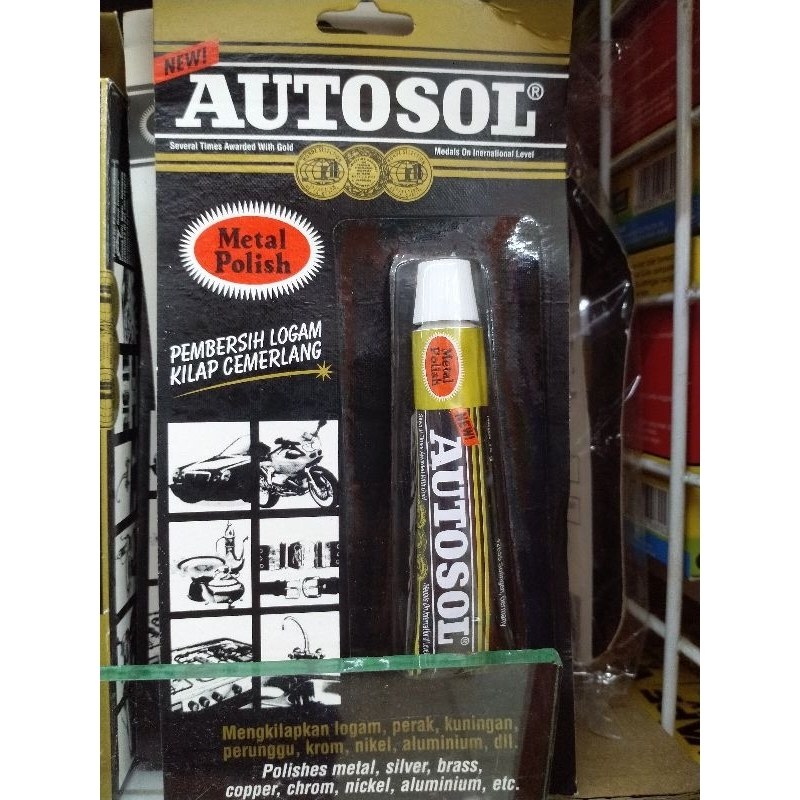 NEW!
AUTOSOL®
Several Times Awarded With Gold
Medals On Inernational Level
Metal
Polish
PEMBERSIH LOGAM
KILAP CEMERLANG
Metal
Polish
NEW!
AUTOSOL®
Mengkilapkan logam, perak, kuningan,
perunggu, krom, nikel, aluminium, dll.
Polishes metal, silver, brass,
copper, chrom, nickel, aluminium, etc.